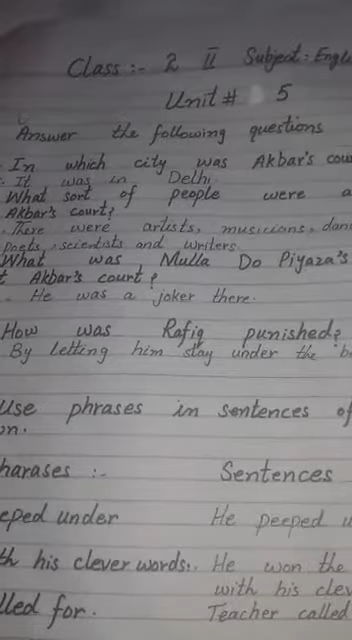 Class :- 2 II Subject: Engl
Unit # 5
Answer the following questions
In which city was Akbar's cou
It was in Delhi
What sort of people were a
Akbar's court?
There were artists, musicians, dan
Poets, scientists and writers.
What was Mulla Do Piyaza's
t Akbar's court?
He was a joker there.
How was Rafiq punished?
By letting him stay under the b
Use phrases in sentences of
on.
harases :- Sentences
eped under He peeped u
th his clever words:. He won the
with his clev
lled for. Teacher called